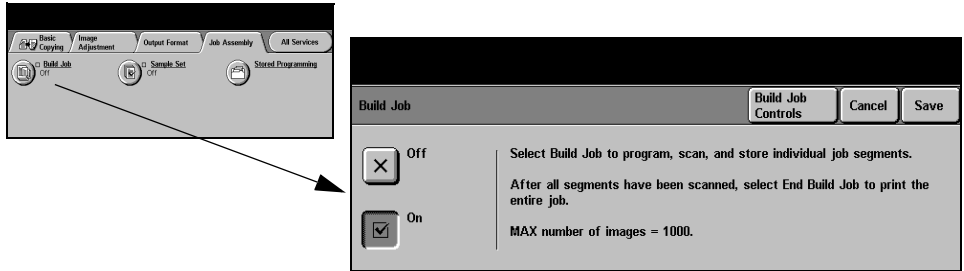 Basic Copying
Image Adjustment
Output Format
Job Assembly
All Services
Build Job
Off
Sample Set
Off
Stored Programming
Build Job
Build Job Controls
Cancel
Save
Off
On
Select Build Job to program, scan, and store individual job segments.
After all segments have been scanned, select End Build Job to print the
entire job.
MAX number of images = 1000.